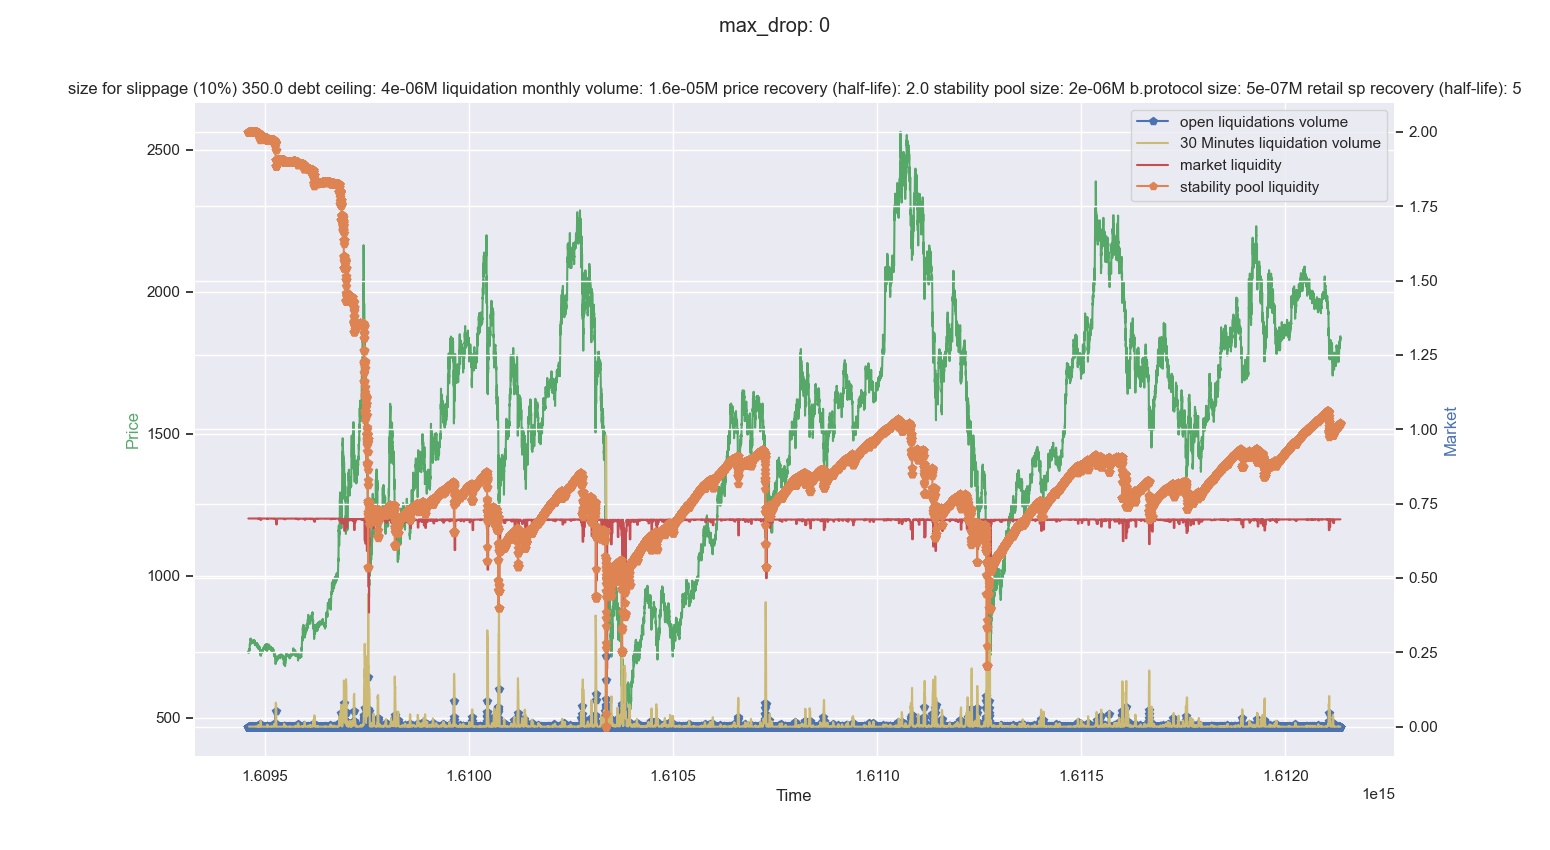 max_drop: 0
size for slippage (10%) 350.0 debt ceiling: 4e-06M liquidation monthly volume: 1.6e-05M price recovery (half-life): 2.0 stability pool size: 2e-06M b.protocol size: 5e-07M retail sp recovery (half-life): 5
open liquidations volume
30 Minutes liquidation volume
market liquidity
stability pool liquidity
2500
2000
1500
1000
500
Price
2.00
1.75
1.50
1.25
1.00
0.75
0.50
0.25
0.00
Market
1.6095
1.6100
1.6105
1.6110
1.6115
1.6120
Time
1e15